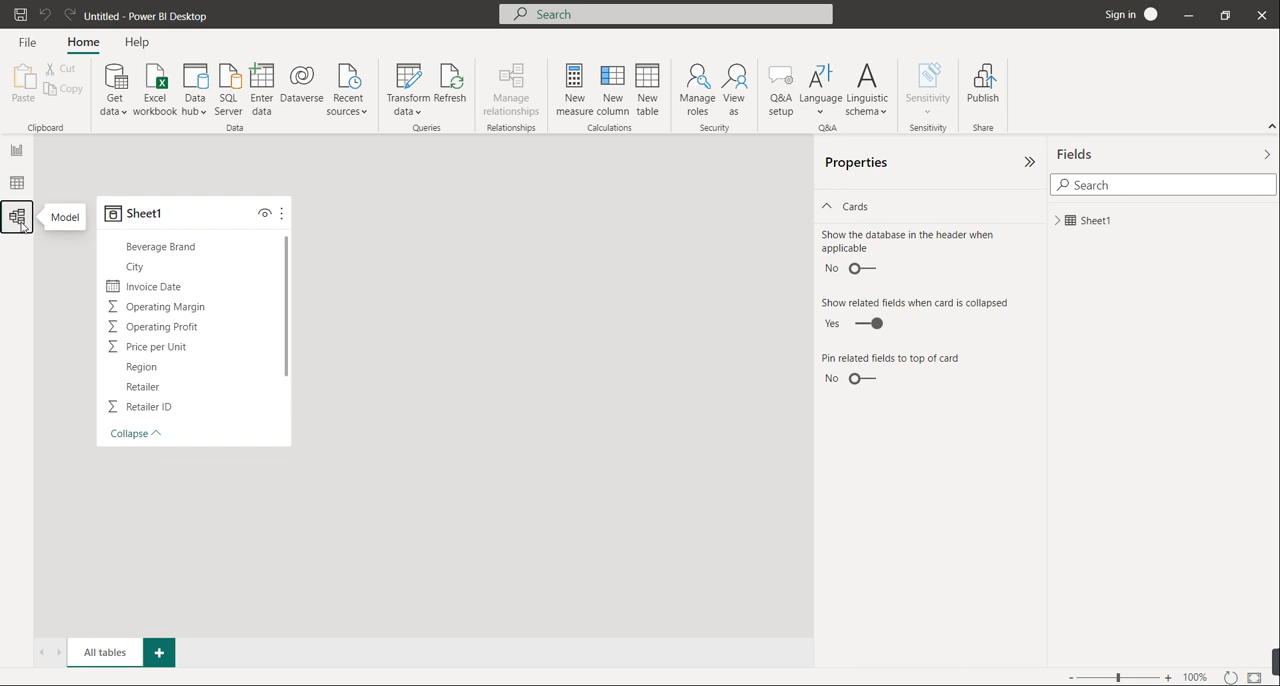 Untitled - Power BI Desktop
Search
Sign in
File
Home
Help
Paste
Cut
Copy
Clipboard
Get data
Excel workbook
Data hub
SQL Server
Enter data
Dataverse
Recent sources
Data
Transform data
Refresh
Queries
Manage relationships
Relationships
New measure
New column
New table
Calculations
Manage roles
View as
Security
Q&A setup
Language
Linguistic schema
Q&A
Sensitivity
Sensitivity
Publish
Share
Model
Sheet1
Beverage Brand
City
Invoice Date
Operating Margin
Operating Profit
Price per Unit
Region
Retailer
Retailer ID
Collapse
Properties
Cards
Show the database in the header when
applicable
No
Show related fields when card is collapsed
Yes
Pin related fields to top of card
No
Fields
Search
Sheet1
All tables
100%